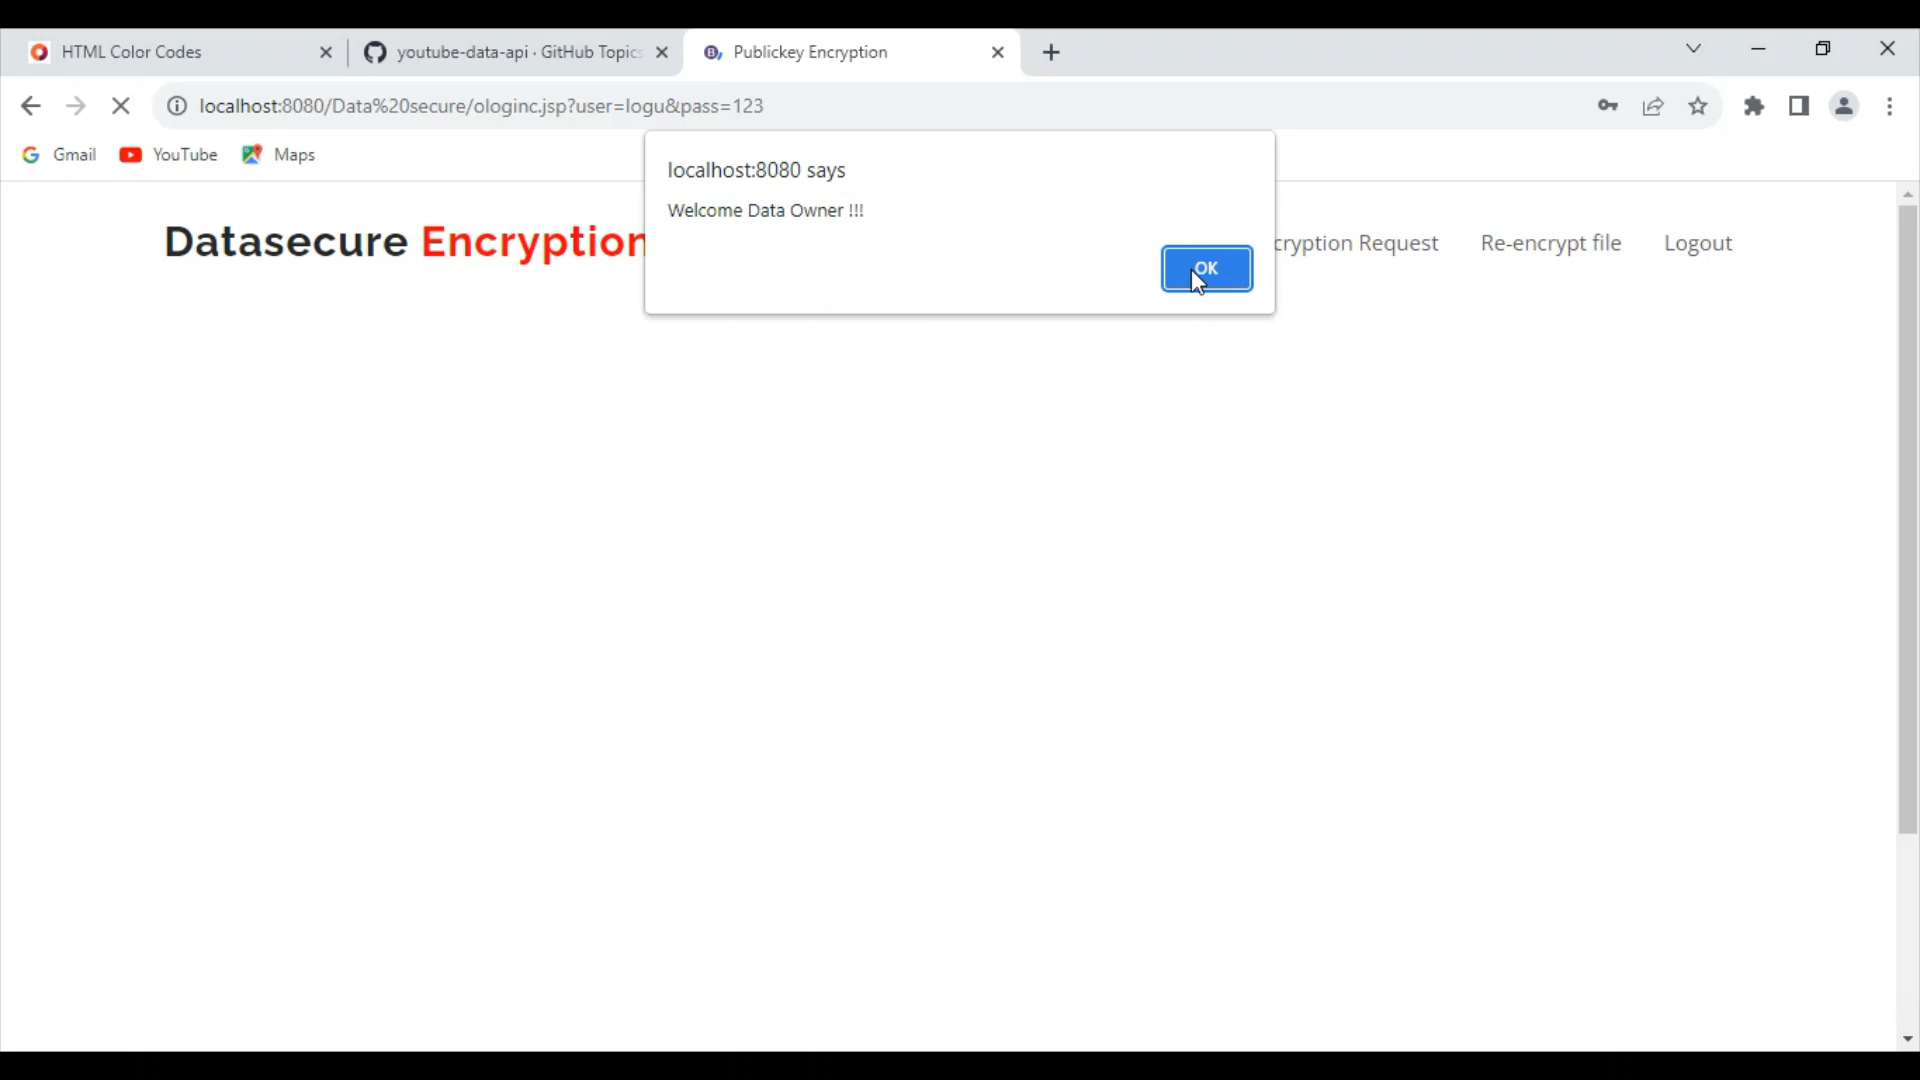 HTML Color Codes
youtube-data-api · GitHub Topics
Publickey Encryption
localhost:8080/Data%20secure/ologinc.jsp?user=logu&pass=123
Gmail
YouTube
Maps
localhost:8080 says
Welcome Data Owner !!!
OK
Datasecure Encryption
cryption Request
Re-encrypt file
Logout